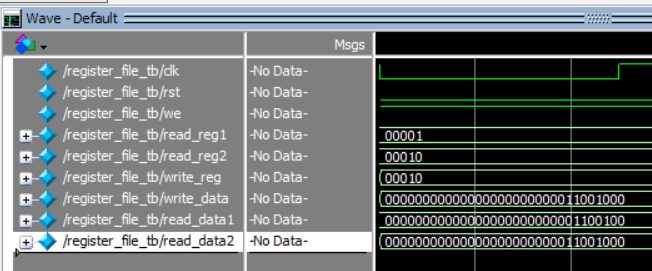 Wave - Default
Msgs
/register_file_tb/clk -No Data-
/register_file_tb/rst -No Data-
/register_file_tb/we -No Data-
/register_file_tb/read_reg1 -No Data- 00001
/register_file_tb/read_reg2 -No Data- 00010
/register_file_tb/write_reg -No Data- 00010
/register_file_tb/write_data -No Data- 00000000000000000000000011001000
/register_file_tb/read_data1 -No Data- 00000000000000000000000001100100
/register_file_tb/read_data2 -No Data- 00000000000000000000000011001000